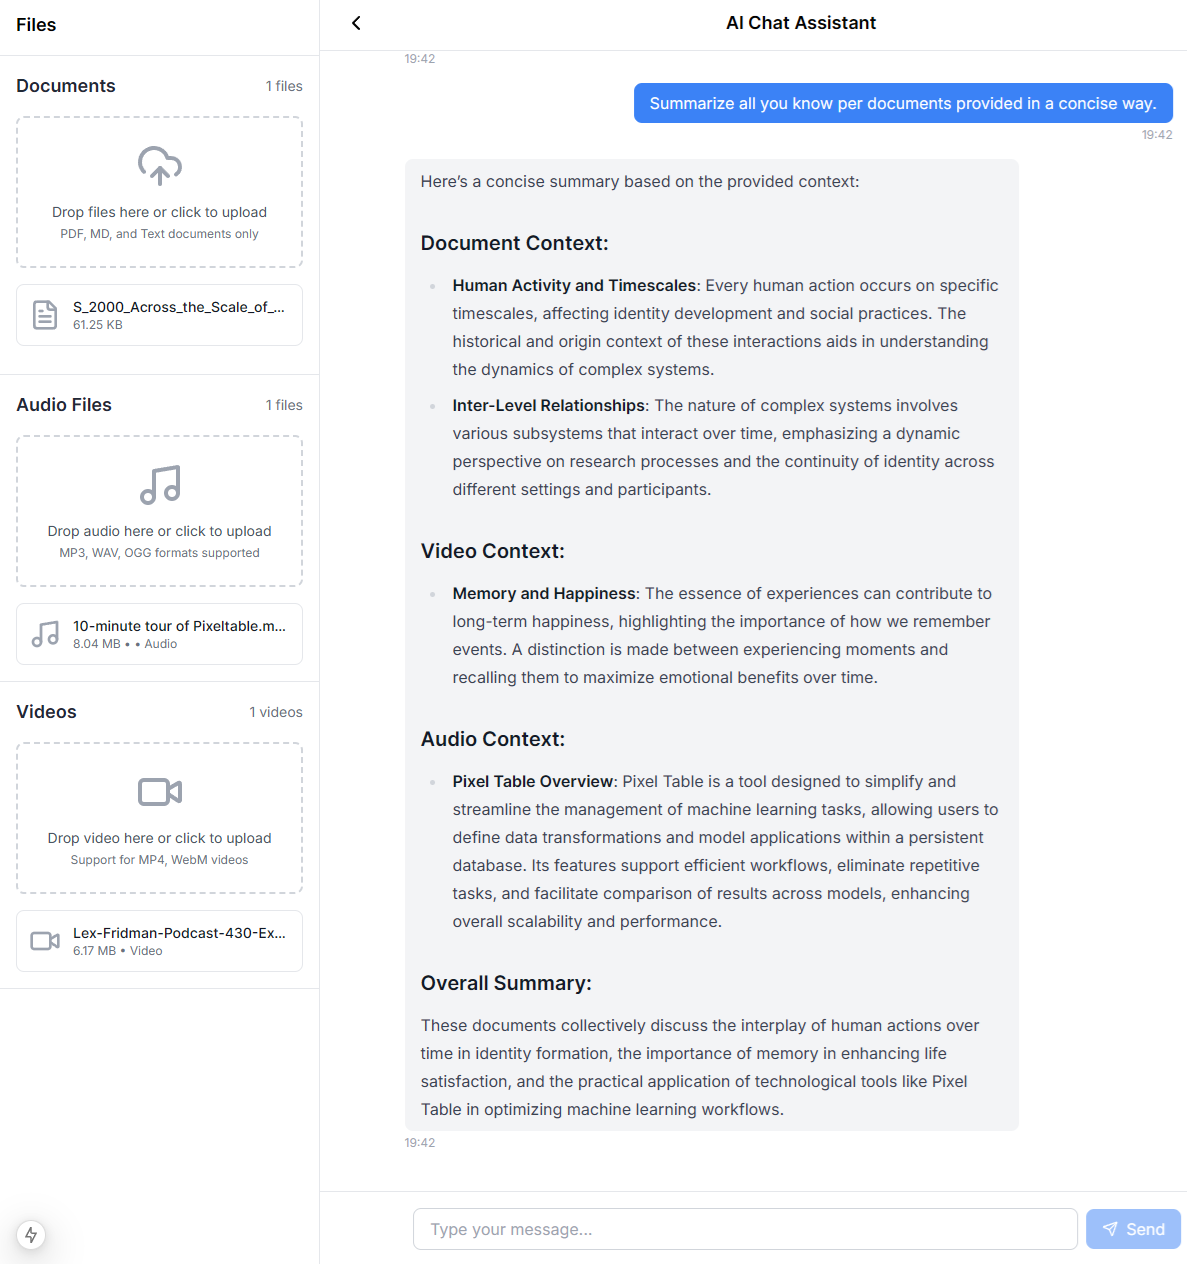 Files
Documents
1 files
Drop files here or click to upload
PDF, MD, and Text documents only
S_2000_Across_the_Scale_of_...
61.25 KB
Audio Files
1 files
Drop audio here or click to upload
MP3, WAV, OGG formats supported
10-minute tour of Pixeltable.m...
8.04 MB • • Audio
Videos
1 videos
Drop video here or click to upload
Support for MP4, WebM videos
Lex-Fridman-Podcast-430-Ex...
6.17 MB • Video
AI Chat Assistant
19:42
Summarize all you know per documents provided in a concise way.
19:42
Here’s a concise summary based on the provided context:
Document Context:
• Human Activity and Timescales: Every human action occurs on specific
timescales, affecting identity development and social practices. The
historical and origin context of these interactions aids in understanding
the dynamics of complex systems.
• Inter-Level Relationships: The nature of complex systems involves
various subsystems that interact over time, emphasizing a dynamic
perspective on research processes and the continuity of identity across
different settings and participants.
Video Context:
• Memory and Happiness: The essence of experiences can contribute to
long-term happiness, highlighting the importance of how we remember
events. A distinction is made between experiencing moments and
recalling them to maximize emotional benefits over time.
Audio Context:
• Pixel Table Overview: Pixel Table is a tool designed to simplify and
streamline the management of machine learning tasks, allowing users to
define data transformations and model applications within a persistent
database. Its features support efficient workflows, eliminate repetitive
tasks, and facilitate comparison of results across models, enhancing
overall scalability and performance.
Overall Summary:
These documents collectively discuss the interplay of human actions over
time in identity formation, the importance of memory in enhancing life
satisfaction, and the practical application of technological tools like Pixel
Table in optimizing machine learning workflows.
19:42
Type your message...
Send